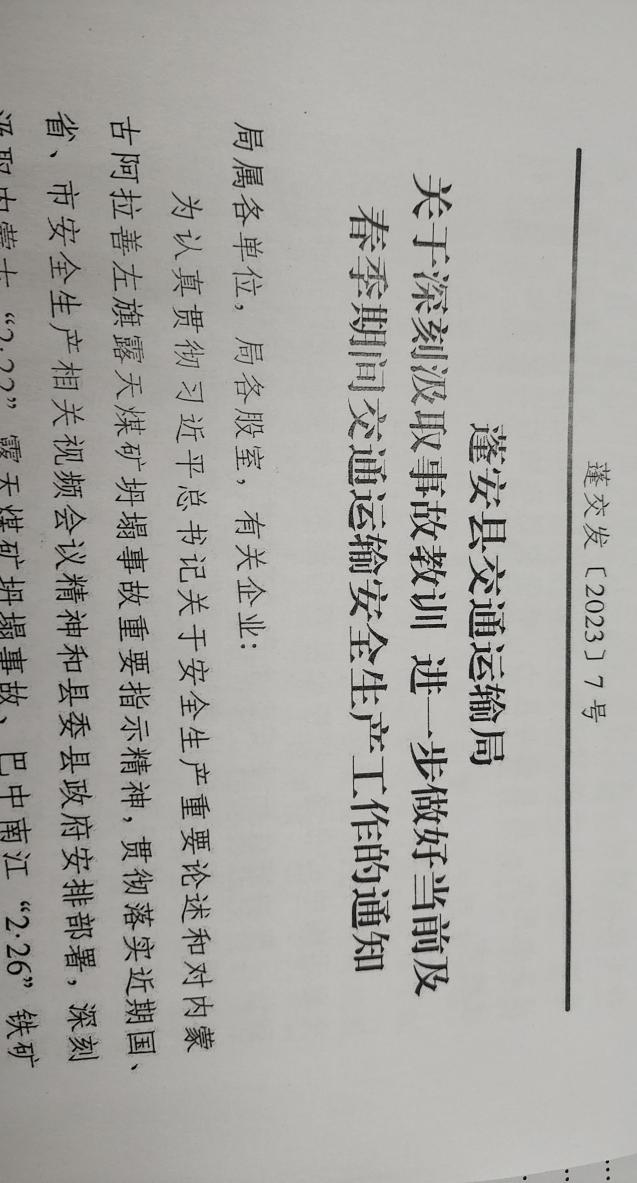 蓬交发〔2023〕7号
蓬安县交通运输局
关于深刻汲取事故教训 进一步做好当前及
春季期间交通运输安全生产工作的通知
局属各单位，局各股室，有关企业：
为认真贯彻习近平总书记关于安全生产重要论述和对内蒙
古阿拉善左旗露天煤矿坍塌事故重要指示精神，贯彻落实近期国、
省、市安全生产相关视频会议精神和县委县政府安排部署，深刻
汲取内蒙古“2·22”露天煤矿坍塌事故、巴中南江“2·26”铁矿